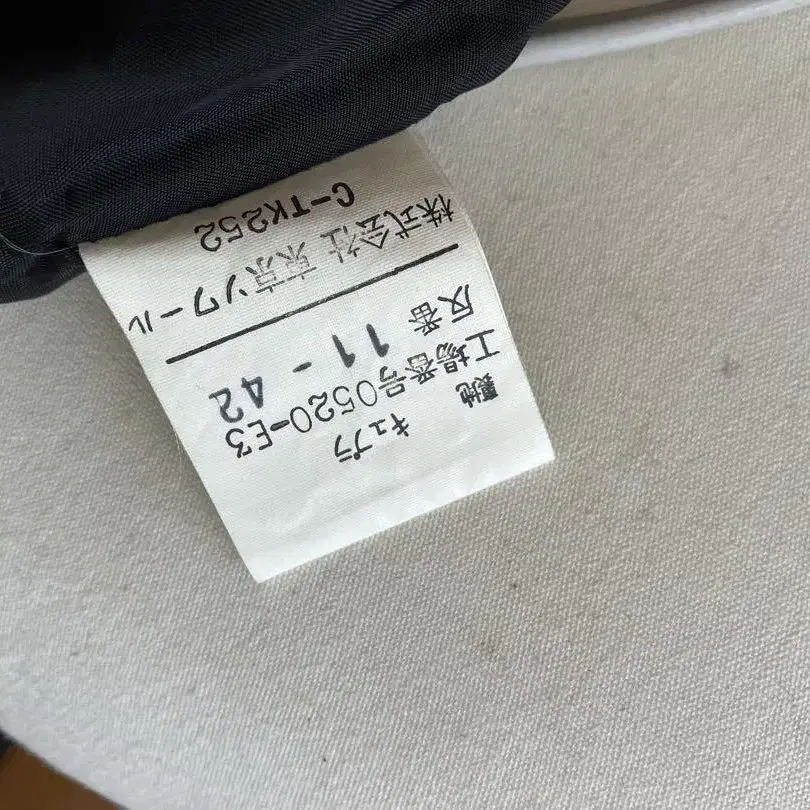 裏地 キュプラ
工場番号0520-E3
反番 11-42
株式会社 東京ソワール
C-TK252